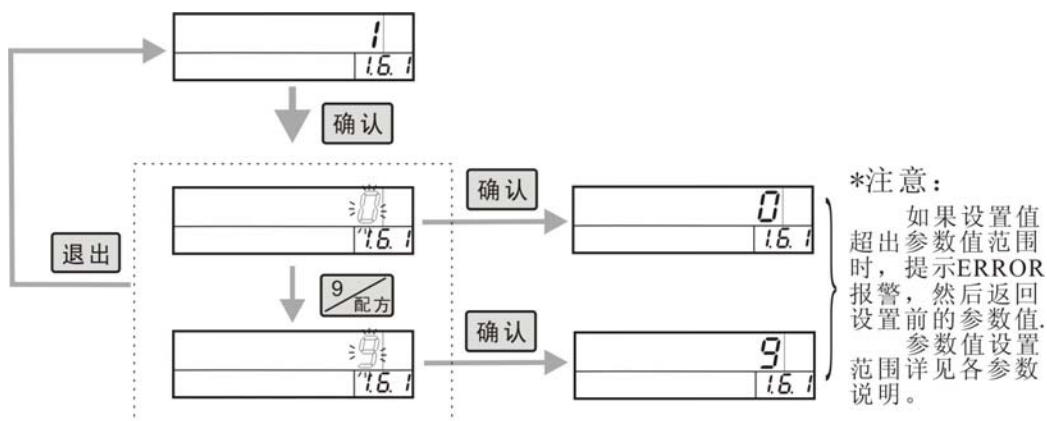 1
1.6. 1
确认
0
1.6. 1
确认
0
1.6. 1
退出
9/配方
9
1.6. 1
确认
9
1.6. 1
*注意：
如果设置值
超出参数值范围
时，提示ERROR
报警，然后返回
设置前的参数值.
参数值设置
范围详见各参数
说明。